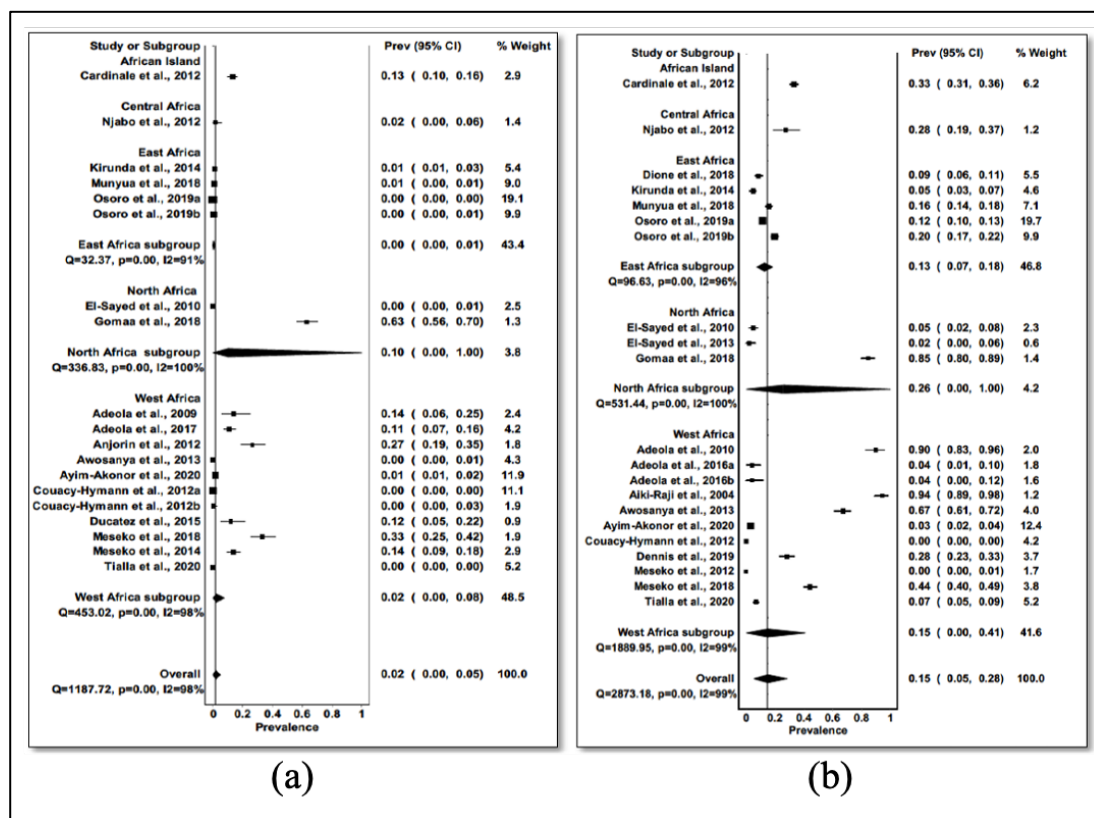 Study or Subgroup Prev (95% CI) % Weight
African Island
Cardinale et al., 2012 0.13 ( 0.10, 0.16) 2.9
Central Africa
Njabo et al., 2012 0.02 ( 0.00, 0.06) 1.4
East Africa
Kirunda et al., 2014 0.01 ( 0.01, 0.03) 5.4
Munyua et al., 2018 0.01 ( 0.00, 0.01) 9.0
Osoro et al., 2019a 0.00 ( 0.00, 0.00) 19.1
Osoro et al., 2019b 0.00 ( 0.00, 0.01) 9.9
East Africa subgroup 0.00 ( 0.00, 0.01) 43.4
Q=32.37, p=0.00, I2=91%
North Africa
El-Sayed et al., 2010 0.00 ( 0.00, 0.01) 2.5
Gomaa et al., 2018 0.63 ( 0.56, 0.70) 1.3
North Africa subgroup 0.10 ( 0.00, 1.00) 3.8
Q=336.83, p=0.00, I2=100%
West Africa
Adeola et al., 2009 0.14 ( 0.06, 0.25) 2.4
Adeola et al., 2017 0.11 ( 0.07, 0.16) 4.2
Anjorin et al., 2012 0.27 ( 0.19, 0.35) 1.8
Awosanya et al., 2013 0.00 ( 0.00, 0.01) 4.3
Ayim-Akonor et al., 2020 0.01 ( 0.01, 0.02) 11.9
Couacy-Hymann et al., 2012a 0.00 ( 0.00, 0.00) 11.1
Couacy-Hymann et al., 2012b 0.00 ( 0.00, 0.03) 1.9
Ducatez et al., 2015 0.12 ( 0.05, 0.22) 0.9
Meseko et al., 2018 0.33 ( 0.25, 0.42) 1.9
Meseko et al., 2014 0.14 ( 0.09, 0.18) 2.9
Tialla et al., 2020 0.00 ( 0.00, 0.00) 5.2
West Africa subgroup 0.02 ( 0.00, 0.08) 48.5
Q=453.02, p=0.00, I2=98%
Overall 0.02 ( 0.00, 0.05) 100.0
Q=1187.72, p=0.00, I2=98%
0 0.2 0.4 0.6 0.8 1
Prevalence
(a)
Study or Subgroup Prev (95% CI) % Weight
African Island
Cardinale et al., 2012 0.33 ( 0.31, 0.36) 6.2
Central Africa
Njabo et al., 2012 0.28 ( 0.19, 0.37) 1.2
East Africa
Dione et al., 2018 0.09 ( 0.06, 0.11) 5.5
Kirunda et al., 2014 0.05 ( 0.03, 0.07) 4.6
Munyua et al., 2018 0.16 ( 0.14, 0.18) 7.1
Osoro et al., 2019a 0.12 ( 0.10, 0.13) 19.7
Osoro et al., 2019b 0.20 ( 0.17, 0.22) 9.9
East Africa subgroup 0.13 ( 0.07, 0.18) 46.8
Q=96.63, p=0.00, I2=96%
North Africa
El-Sayed et al., 2010 0.05 ( 0.02, 0.08) 2.3
El-Sayed et al., 2013 0.02 ( 0.00, 0.06) 0.6
Gomaa et al., 2018 0.85 ( 0.80, 0.89) 1.4
North Africa subgroup 0.26 ( 0.00, 1.00) 4.2
Q=531.44, p=0.00, I2=100%
West Africa
Adeola et al., 2010 0.90 ( 0.83, 0.96) 2.0
Adeola et al., 2016a 0.04 ( 0.01, 0.10) 1.8
Adeola et al., 2016b 0.04 ( 0.00, 0.12) 1.6
Aiki-Raji et al., 2004 0.94 ( 0.89, 0.98) 1.2
Awosanya et al., 2013 0.67 ( 0.61, 0.72) 4.0
Ayim-Akonor et al., 2020 0.03 ( 0.02, 0.04) 12.4
Couacy-Hymann et al., 2012 0.00 ( 0.00, 0.00) 4.2
Dennis et al., 2019 0.28 ( 0.23, 0.33) 3.7
Meseko et al., 2012 0.00 ( 0.00, 0.01) 1.7
Meseko et al., 2018 0.44 ( 0.40, 0.49) 3.8
Tialla et al., 2020 0.07 ( 0.05, 0.09) 5.2
West Africa subgroup 0.15 ( 0.00, 0.41) 41.6
Q=1889.95, p=0.00, I2=99%
Overall 0.15 ( 0.05, 0.28) 100.0
Q=2873.18, p=0.00, I2=99%
0 0.2 0.4 0.6 0.8 1
Prevalence
(b)